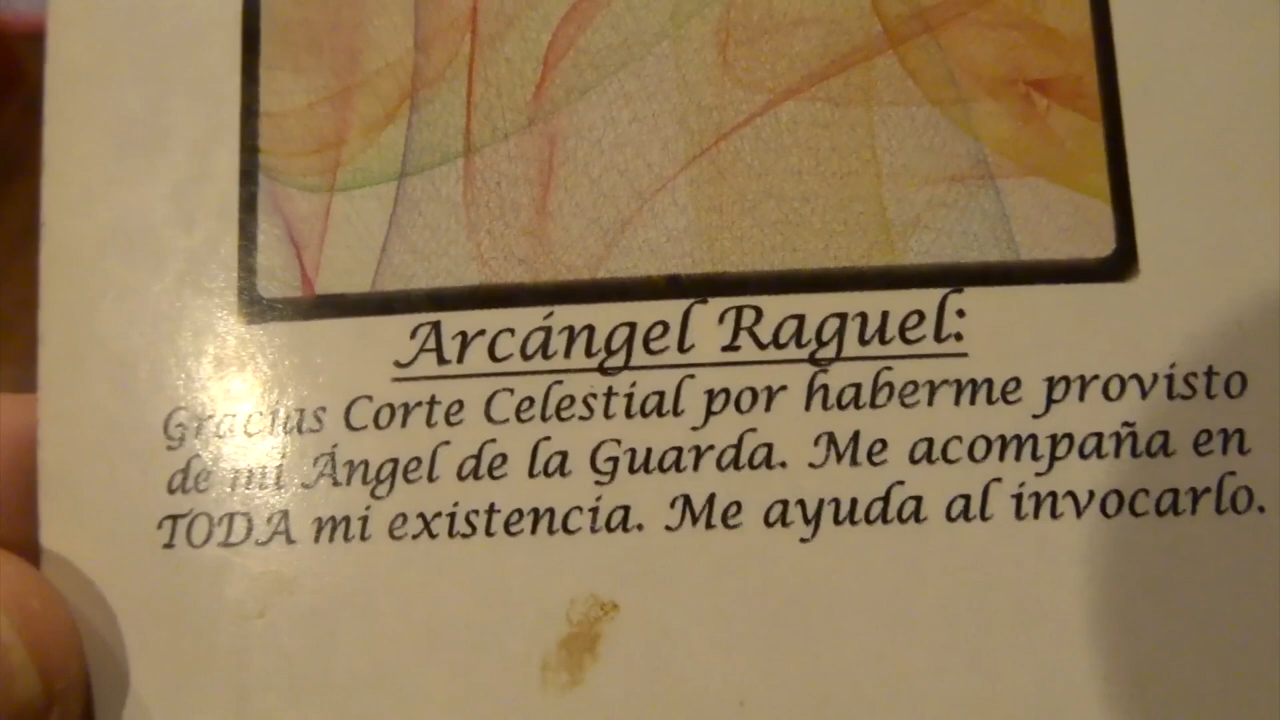 Arcángel Raguel:
Gracias Corte Celestial por haberme provisto
de mi Ángel de la Guarda. Me acompaña en
TODA mi existencia. Me ayuda al invocarlo.